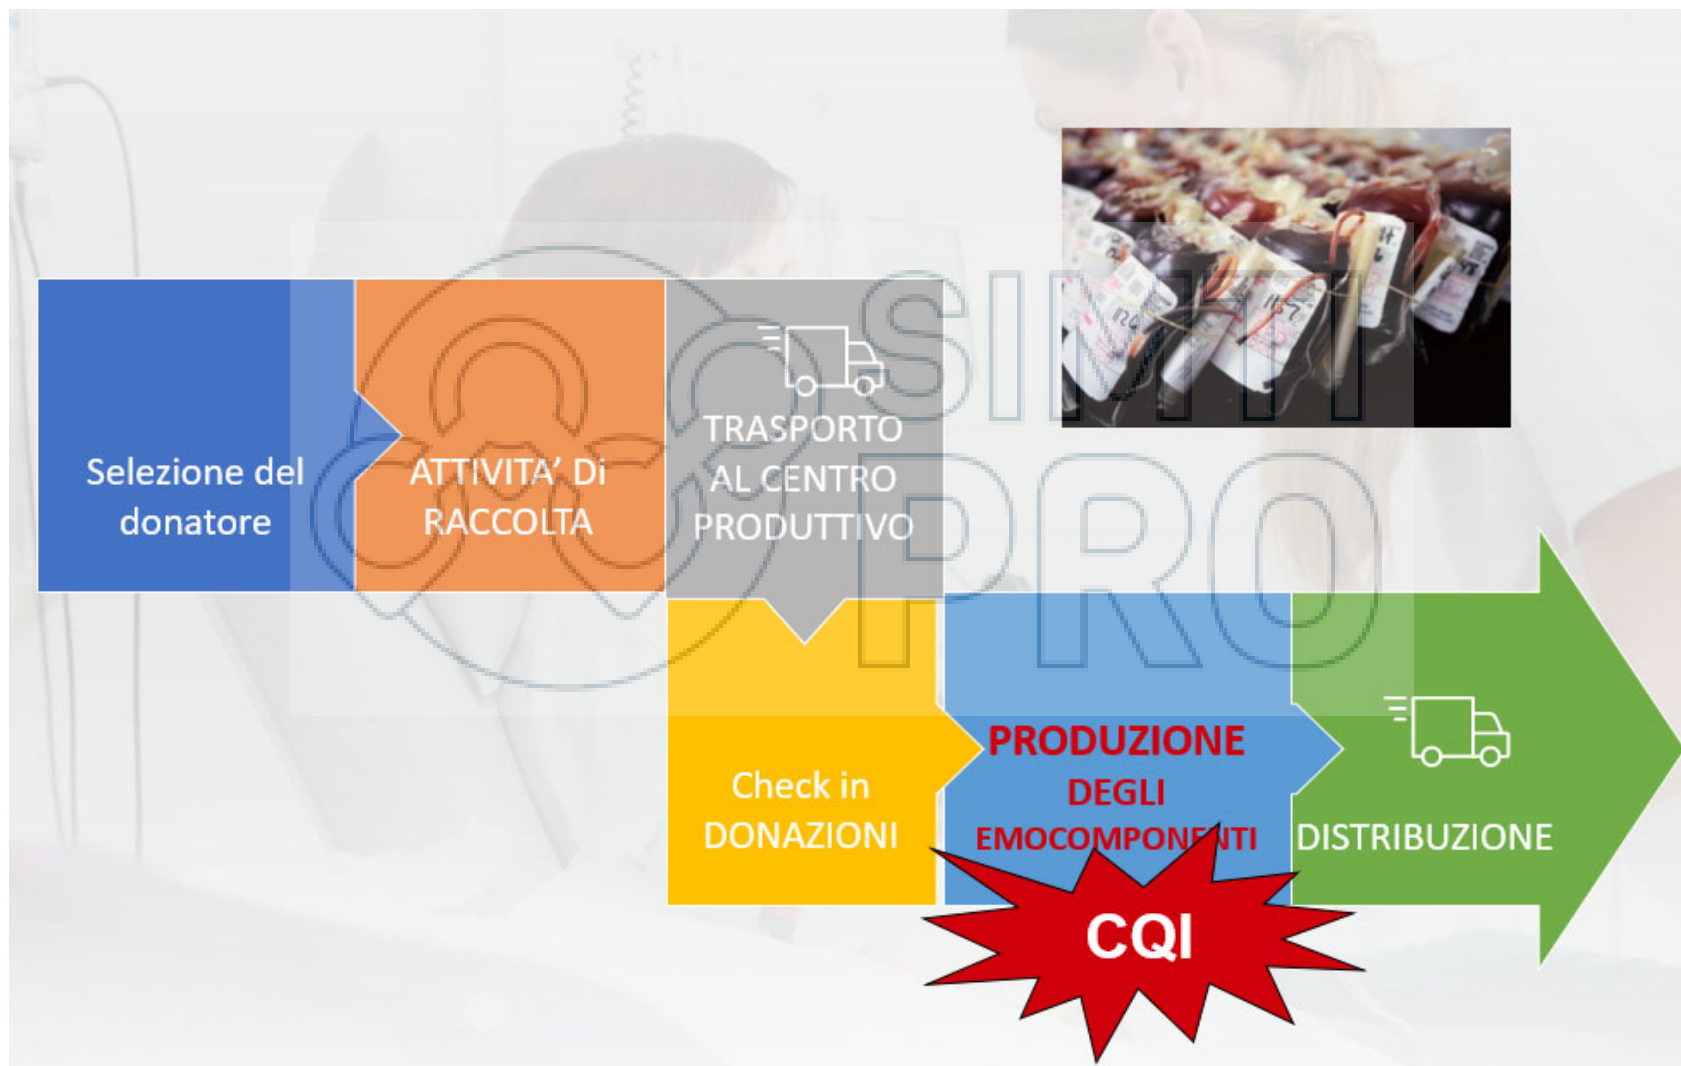 Selezione del
donatore
ATTIVITA’ Di
RACCOLTA
TRASPORTO
AL CENTRO
PRODUTTIVO
SIMTI
PRO
Check in
DONAZIONI
PRODUZIONE
DEGLI
EMOCOMPONENTI
CQI
DISTRIBUZIONE